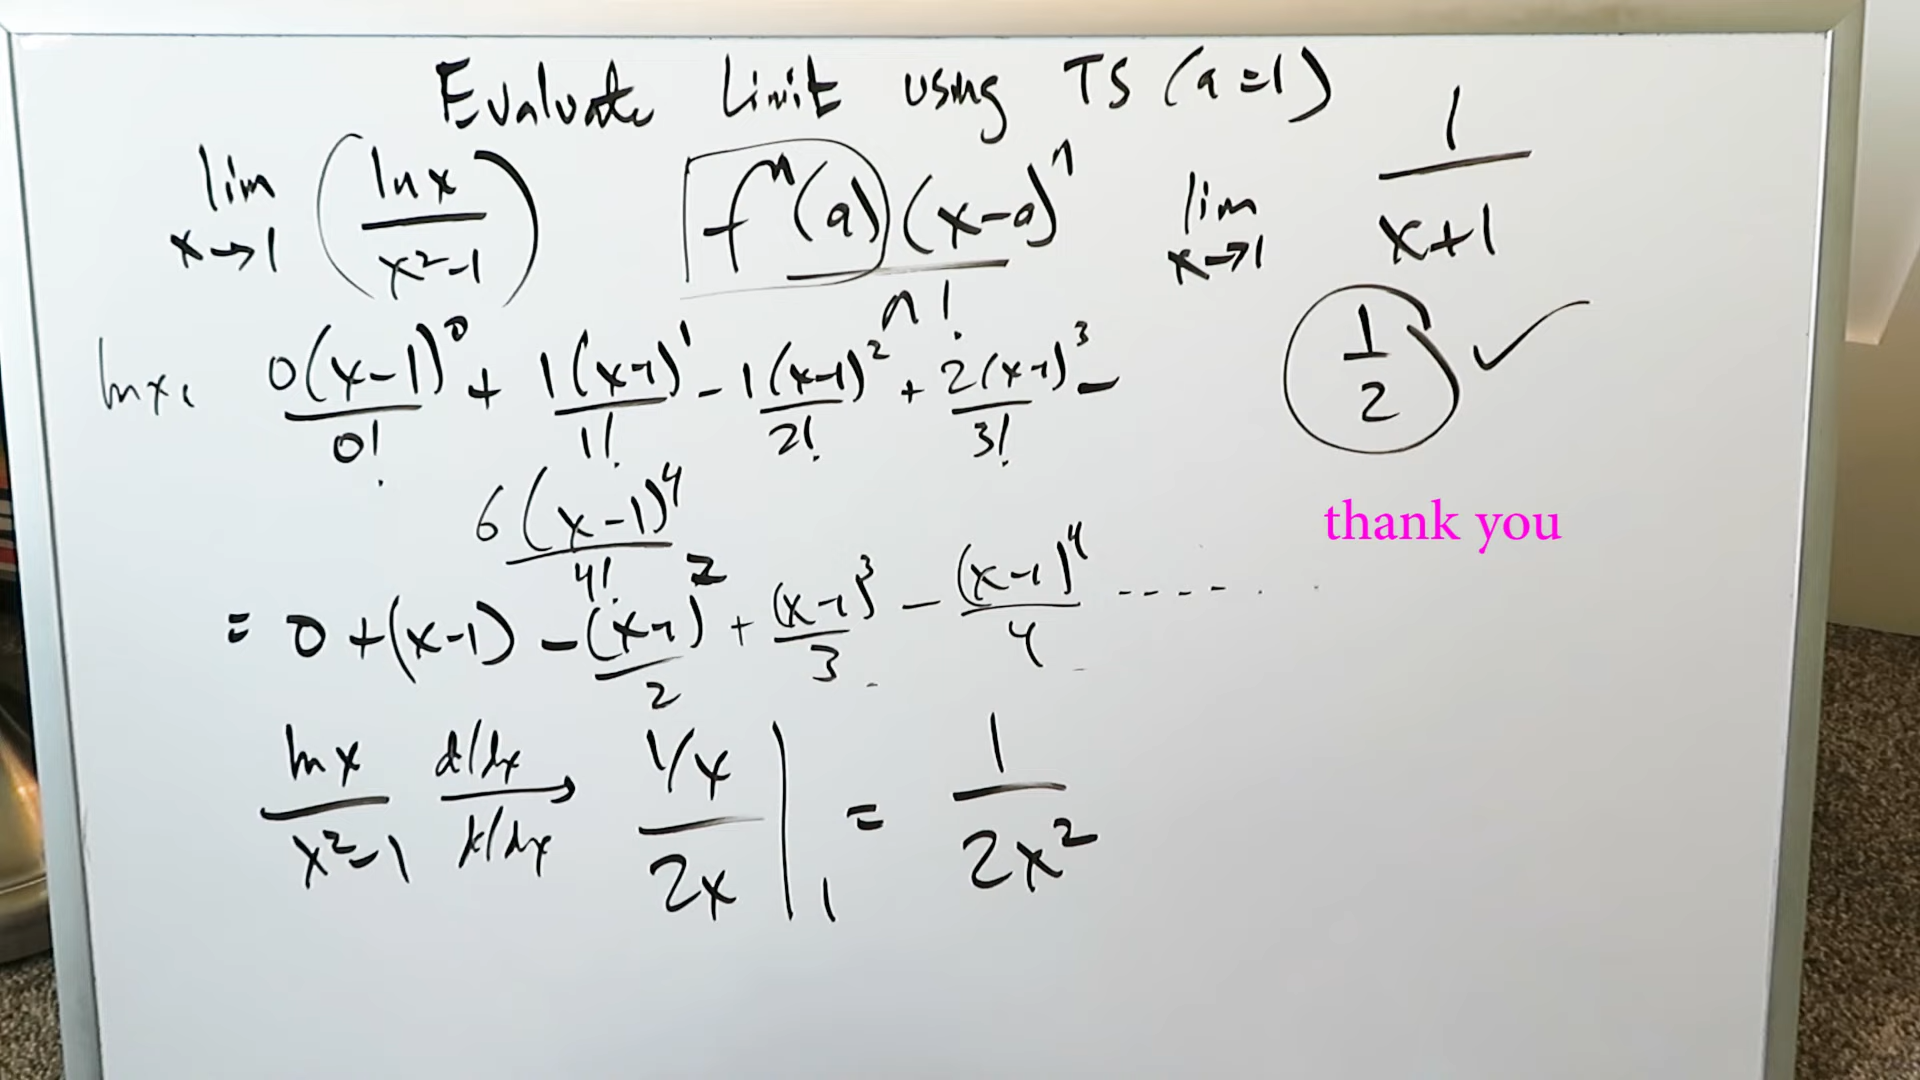 Evaluate Limit using TS (a=1)
lim x→1 (ln x / x²-1)
fⁿ(a)(x-a)ⁿ / n!
lim x→1 1 / x+1
1/2 ✓
ln x: 0(x-1)⁰/0! + 1(x-1)¹/1! - 1(x-1)²/2! + 2(x-1)³/3! -
6(x-1)⁴/4!
thank you
= 0 + (x-1) - (x-1)²/2 + (x-1)³/3 - (x-1)⁴/4 ------
ln x / x²-1 d/dx / d/dx → 1/x / 2x |₁ = 1 / 2x²